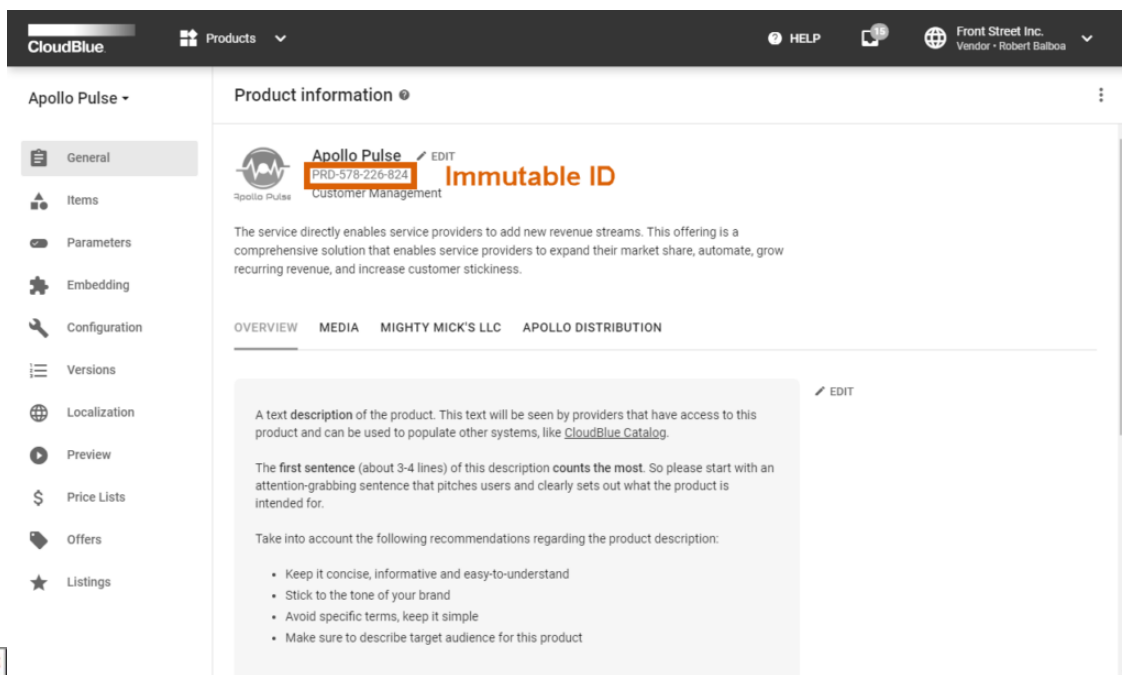 CloudBlue
Products
HELP
15
Front Street Inc.
Vendor • Robert Balboa
Apollo Pulse
General
Items
Parameters
Embedding
Configuration
Versions
Localization
Preview
Price Lists
Offers
Listings
Product information
Apollo Pulse EDIT
PRD-578-226-824 Immutable ID
Customer Management
Apollo Pulse
The service directly enables service providers to add new revenue streams. This offering is a
comprehensive solution that enables service providers to expand their market share, automate, grow
recurring revenue, and increase customer stickiness.
OVERVIEW MEDIA MIGHTY MICK'S LLC APOLLO DISTRIBUTION
EDIT
A text description of the product. This text will be seen by providers that have access to this
product and can be used to populate other systems, like CloudBlue Catalog.
The first sentence (about 3-4 lines) of this description counts the most. So please start with an
attention-grabbing sentence that pitches users and clearly sets out what the product is
intended for.
Take into account the following recommendations regarding the product description:
• Keep it concise, informative and easy-to-understand
• Stick to the tone of your brand
• Avoid specific terms, keep it simple
• Make sure to describe target audience for this product